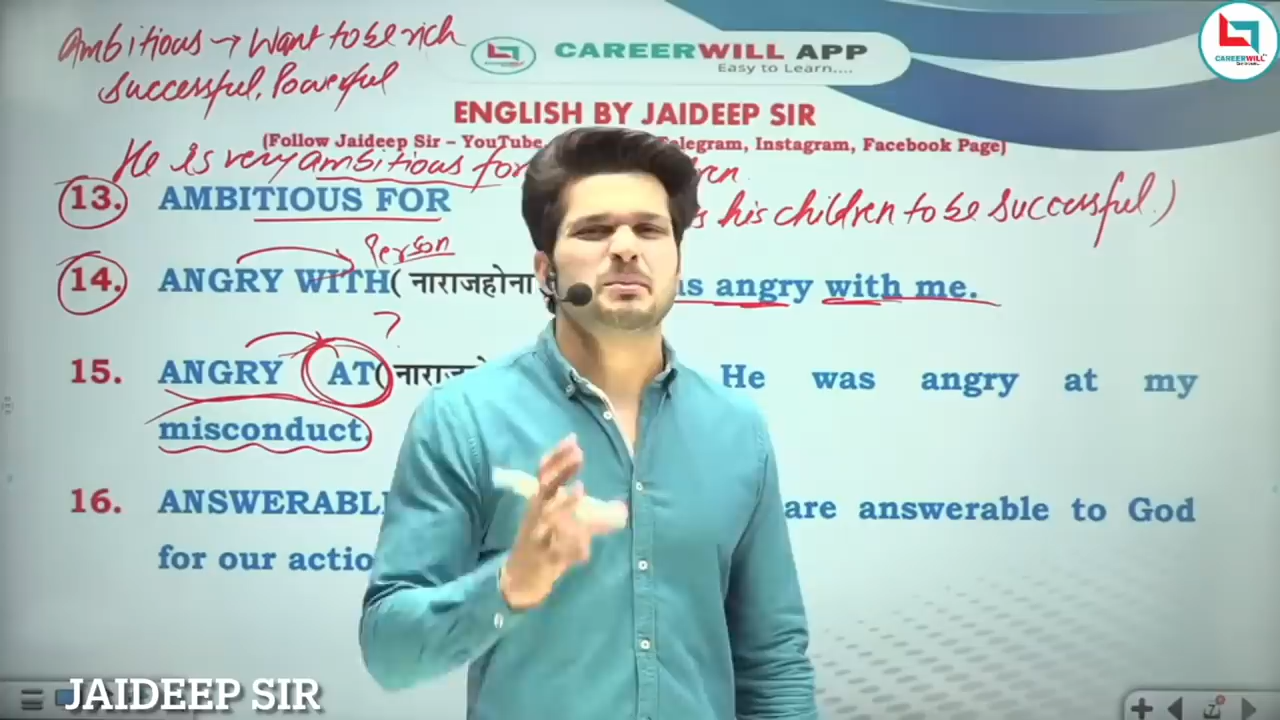 Ambitious → Want to be rich
Successful, Powerful
CAREERWILL APP
Easy to Learn....
CAREERWILL
ENGLISH BY JAIDEEP SIR
(Follow Jaideep Sir – YouTube, elegram, Instagram, Facebook Page)
He is very ambitious for ren.
13. AMBITIOUS FOR
s his children to be successful.)
Person
14. ANGRY WITH( नाराजहोना is angry with me.
?
15. ANGRY AT( He was angry at my
misconduct.
16. ANSWERABL are answerable to God
for our actio
JAIDEEP SIR